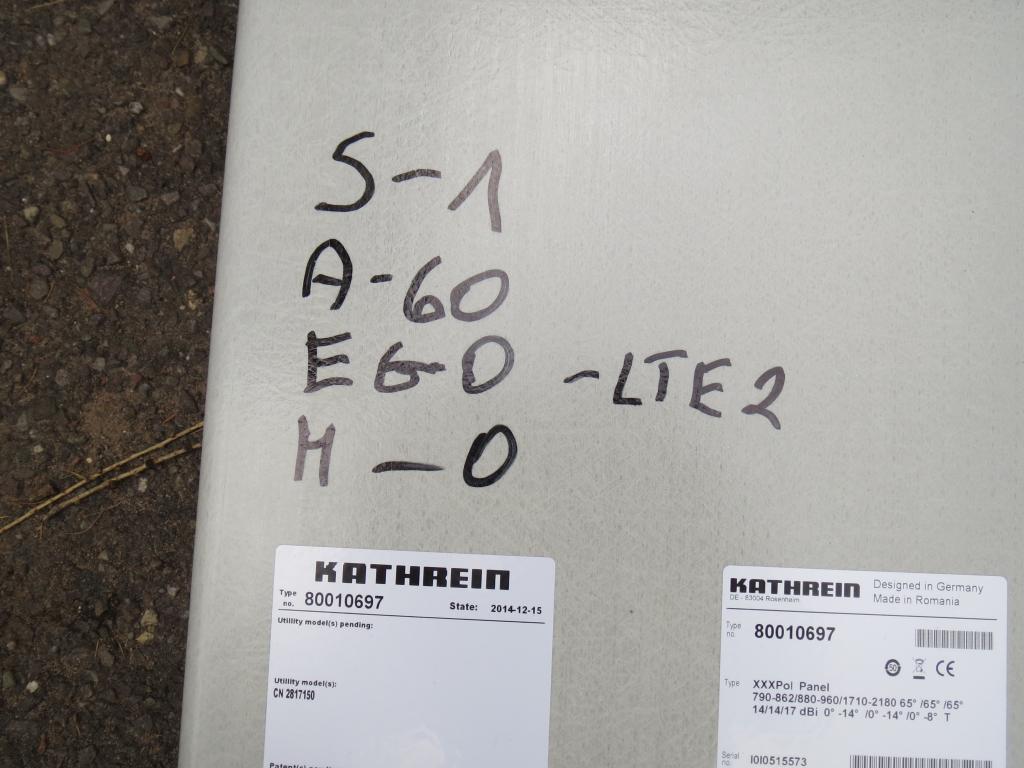 S-1
A-60
E G-0 -LTE2
M - 0
KATHREIN
Type no. 80010697 State: 2014-12-15
Utility model(s) pending:
Utility model(s):
CN 2817150
KATHREIN Designed in Germany
DE - 83004 Rosenheim Made in Romania
Type no. 80010697
50 CE
Type XXXPol Panel
790-862/880-960/1710-2180 65° /65° /65°
14/14/17 dBi 0° -14° /0° -14° /0° -8° T
Serial no. I0I0515573